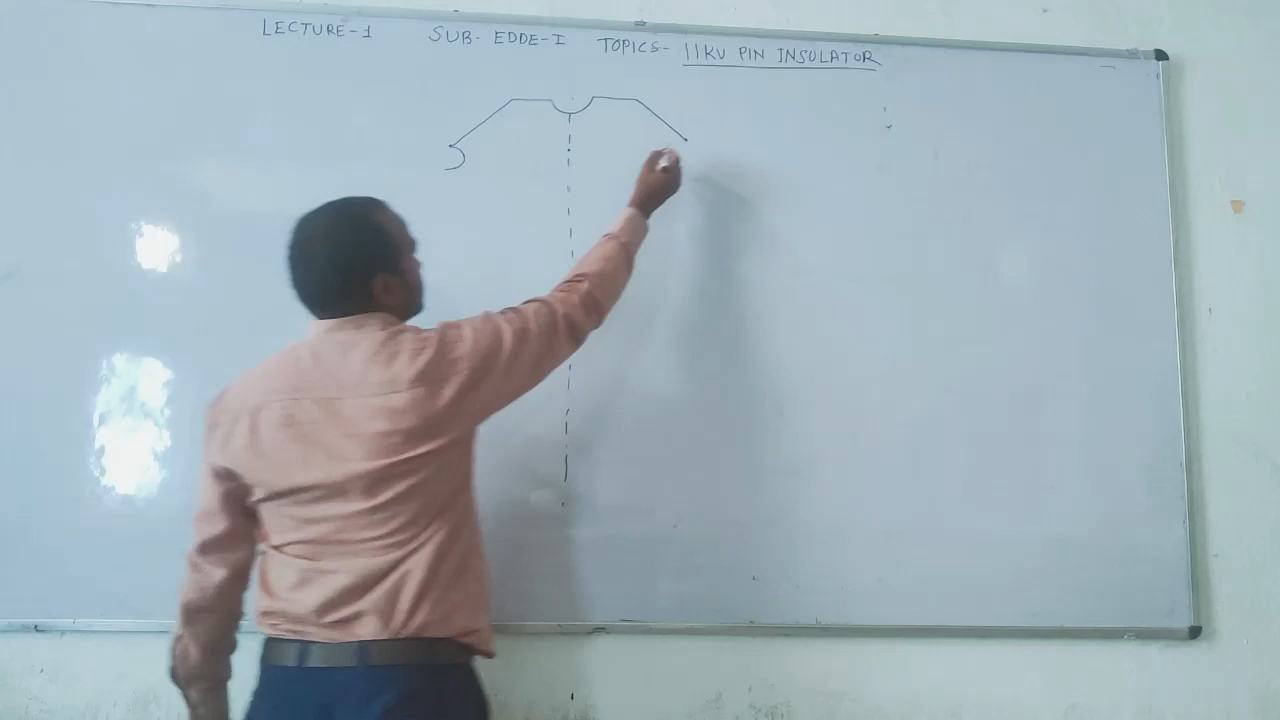 LECTURE-1 SUB- EDDE-I TOPICS- 11KV PIN INSULATOR